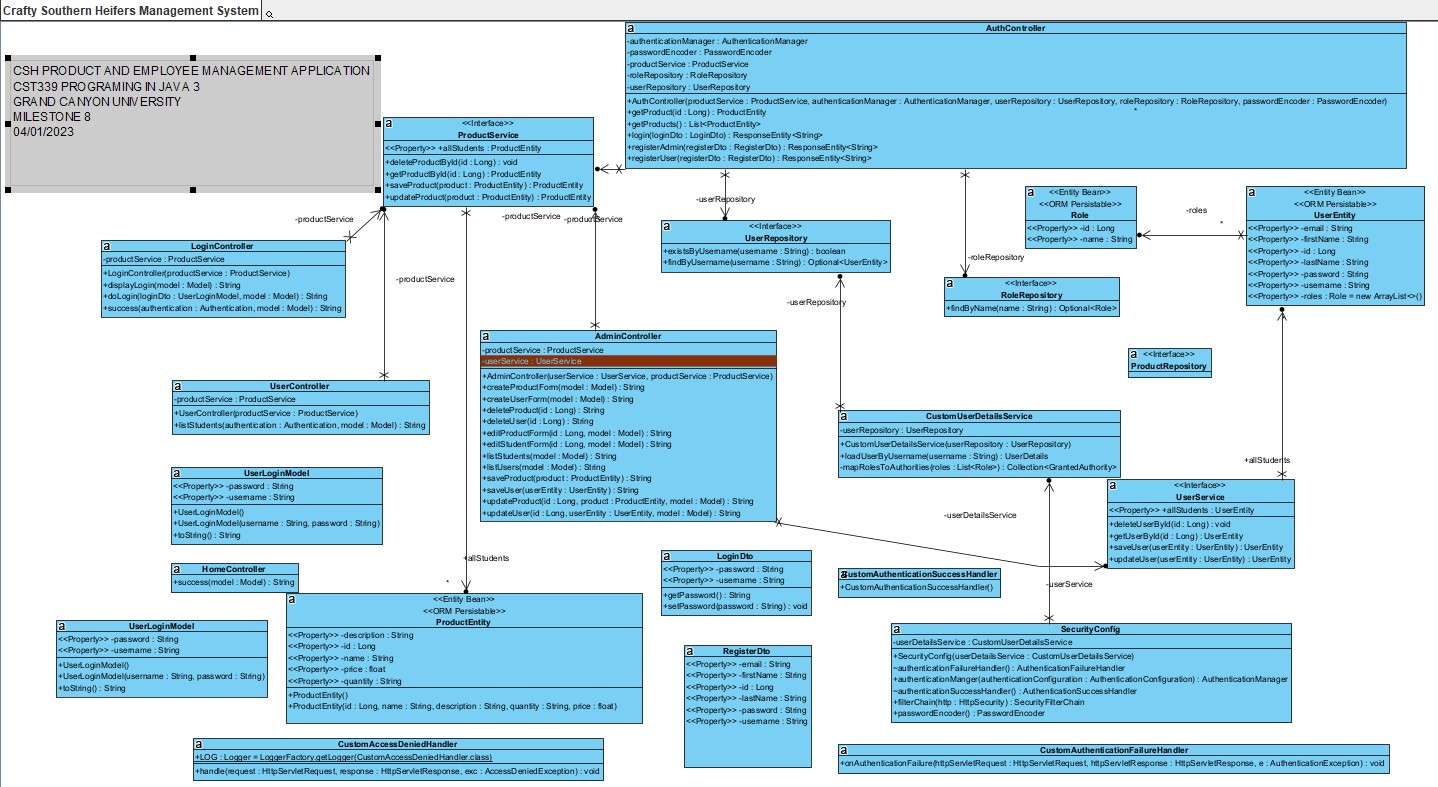 Crafty Southern Heifers Management System
CSH PRODUCT AND EMPLOYEE MANAGEMENT APPLICATION
CST339 PROGRAMING IN JAVA 3
GRAND CANYON UNIVERSITY
MILESTONE 8
04/01/2023
a
AuthController
-authenticationManager : AuthenticationManager
-passwordEncoder : PasswordEncoder
-productService : ProductService
-roleRepository : RoleRepository
-userRepository : UserRepository
+AuthController(productService : ProductService, authenticationManager : AuthenticationManager, userRepository : UserRepository, roleRepository : RoleRepository, passwordEncoder : PasswordEncoder)
+getProduct(id : Long) : ProductEntity
+getProducts() : List<ProductEntity>
+login(loginDto : LoginDto) : ResponseEntity<String>
+registerAdmin(registerDto : RegisterDto) : ResponseEntity<String>
+registerUser(registerDto : RegisterDto) : ResponseEntity<String>
*
a
<<Interface>>
ProductService
<<Property>> +allStudents : ProductEntity
+deleteProductById(id : Long) : void
+getProductById(id : Long) : ProductEntity
+saveProduct(product : ProductEntity) : ProductEntity
+updateProduct(product : ProductEntity) : ProductEntity
-productService
-productService
-productService
-productService
-userRepository
-roleRepository
-roles
*
a
LoginController
-productService : ProductService
+LoginController(productService : ProductService)
+displayLogin(model : Model) : String
+doLogin(loginDto : UserLoginModel, model : Model) : String
+success(authentication : Authentication, model : Model) : String
a
<<Interface>>
UserRepository
+existsByUsername(username : String) : boolean
+findByUsername(username : String) : Optional<UserEntity>
-userRepository
a
<<Entity Bean>>
<<ORM Persistable>>
Role
<<Property>> -id : Long
<<Property>> -name : String
a
<<Entity Bean>>
<<ORM Persistable>>
UserEntity
<<Property>> -email : String
<<Property>> -firstName : String
<<Property>> -id : Long
<<Property>> -lastName : String
<<Property>> -password : String
<<Property>> -username : String
<<Property>> -roles : Role = new ArrayList<>()
a
<<Interface>>
RoleRepository
+findByName(name : String) : Optional<Role>
a
<<Interface>>
ProductRepository
a
UserController
-productService : ProductService
+UserController(productService : ProductService)
+listStudents(authentication : Authentication, model : Model) : String
a
AdminController
-productService : ProductService
-userService : UserService
+AdminController(userService : UserService, productService : ProductService)
+createProductForm(model : Model) : String
+createUserForm(model : Model) : String
+deleteProduct(id : Long) : String
+deleteUser(id : Long) : String
+editProductForm(id : Long, model : Model) : String
+editStudentForm(id : Long, model : Model) : String
+listStudents(model : Model) : String
+listUsers(model : Model) : String
+saveProduct(product : ProductEntity) : String
+saveUser(userEntity : UserEntity) : String
+updateProduct(id : Long, product : ProductEntity, model : Model) : String
+updateUser(id : Long, userEntity : UserEntity, model : Model) : String
a
CustomUserDetailsService
-userRepository : UserRepository
+CustomUserDetailsService(userRepository : UserRepository)
+loadUserByUsername(username : String) : UserDetails
-mapRolesToAuthorities(roles : List<Role>) : Collection<GrantedAuthority>
+allStudents
-userDetailsService
a
<<Interface>>
UserService
<<Property>> +allStudents : UserEntity
+deleteUserById(id : Long) : void
+getUserById(id : Long) : UserEntity
+saveUser(userEntity : UserEntity) : UserEntity
+updateUser(userEntity : UserEntity) : UserEntity
-userService
a
UserLoginModel
<<Property>> -password : String
<<Property>> -username : String
+UserLoginModel()
+UserLoginModel(username : String, password : String)
+toString() : String
a
HomeController
+success(model : Model) : String
+allStudents
*
a
<<Entity Bean>>
<<ORM Persistable>>
ProductEntity
<<Property>> -description : String
<<Property>> -id : Long
<<Property>> -name : String
<<Property>> -price : float
<<Property>> -quantity : String
+ProductEntity()
+ProductEntity(id : Long, name : String, description : String, quantity : String, price : float)
a
LoginDto
<<Property>> -password : String
<<Property>> -username : String
+getPassword() : String
+setPassword(password : String) : void
a
CustomAuthenticationSuccessHandler
+CustomAuthenticationSuccessHandler()
a
UserLoginModel
<<Property>> -password : String
<<Property>> -username : String
+UserLoginModel()
+UserLoginModel(username : String, password : String)
+toString() : String
a
RegisterDto
<<Property>> -email : String
<<Property>> -firstName : String
<<Property>> -id : Long
<<Property>> -lastName : String
<<Property>> -password : String
<<Property>> -username : String
a
SecurityConfig
-userDetailsService : CustomUserDetailsService
+SecurityConfig(userDetailsService : CustomUserDetailsService)
~authenticationFailureHandler() : AuthenticationFailureHandler
+authenticationManger(authenticationConfiguration : AuthenticationConfiguration) : AuthenticationManager
~authenticationSuccessHandler() : AuthenticationSuccessHandler
+filterChain(http : HttpSecurity) : SecurityFilterChain
+passwordEncoder() : PasswordEncoder
a
CustomAccessDeniedHandler
+LOG : Logger = LoggerFactory.getLogger(CustomAccessDeniedHandler.class)
+handle(request : HttpServletRequest, response : HttpServletResponse, exc : AccessDeniedException) : void
a
CustomAuthenticationFailureHandler
+onAuthenticationFailure(httpServletRequest : HttpServletRequest, httpServletResponse : HttpServletResponse, e : AuthenticationException) : void